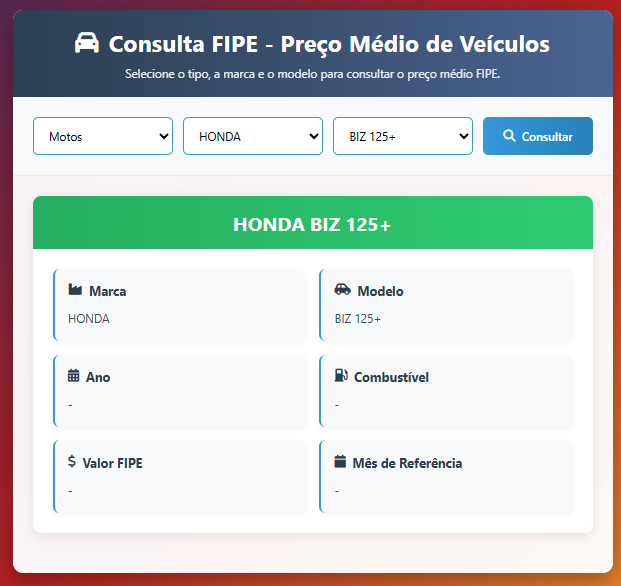 Consulta FIPE - Preço Médio de Veículos
Selecione o tipo, a marca e o modelo para consultar o preço médio FIPE.
Motos HONDA BIZ 125+ Consultar
HONDA BIZ 125+
Marca Modelo
HONDA BIZ 125+
Ano Combustível
- -
Valor FIPE Mês de Referência
- -